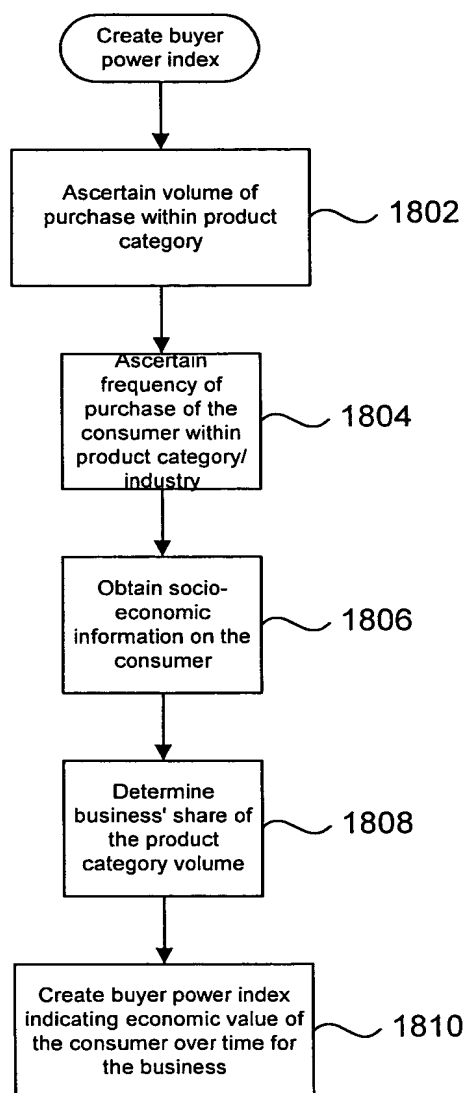 Create buyer
power index
Ascertain volume of
purchase within product
category
1802
Ascertain
frequency of
purchase of the
consumer within
product category/
industry
1804
Obtain socio-
economic
information on the
consumer
1806
Determine
business' share of
the product
category volume
1808
Create buyer power index
indicating economic value of
the consumer over time for
the business
1810